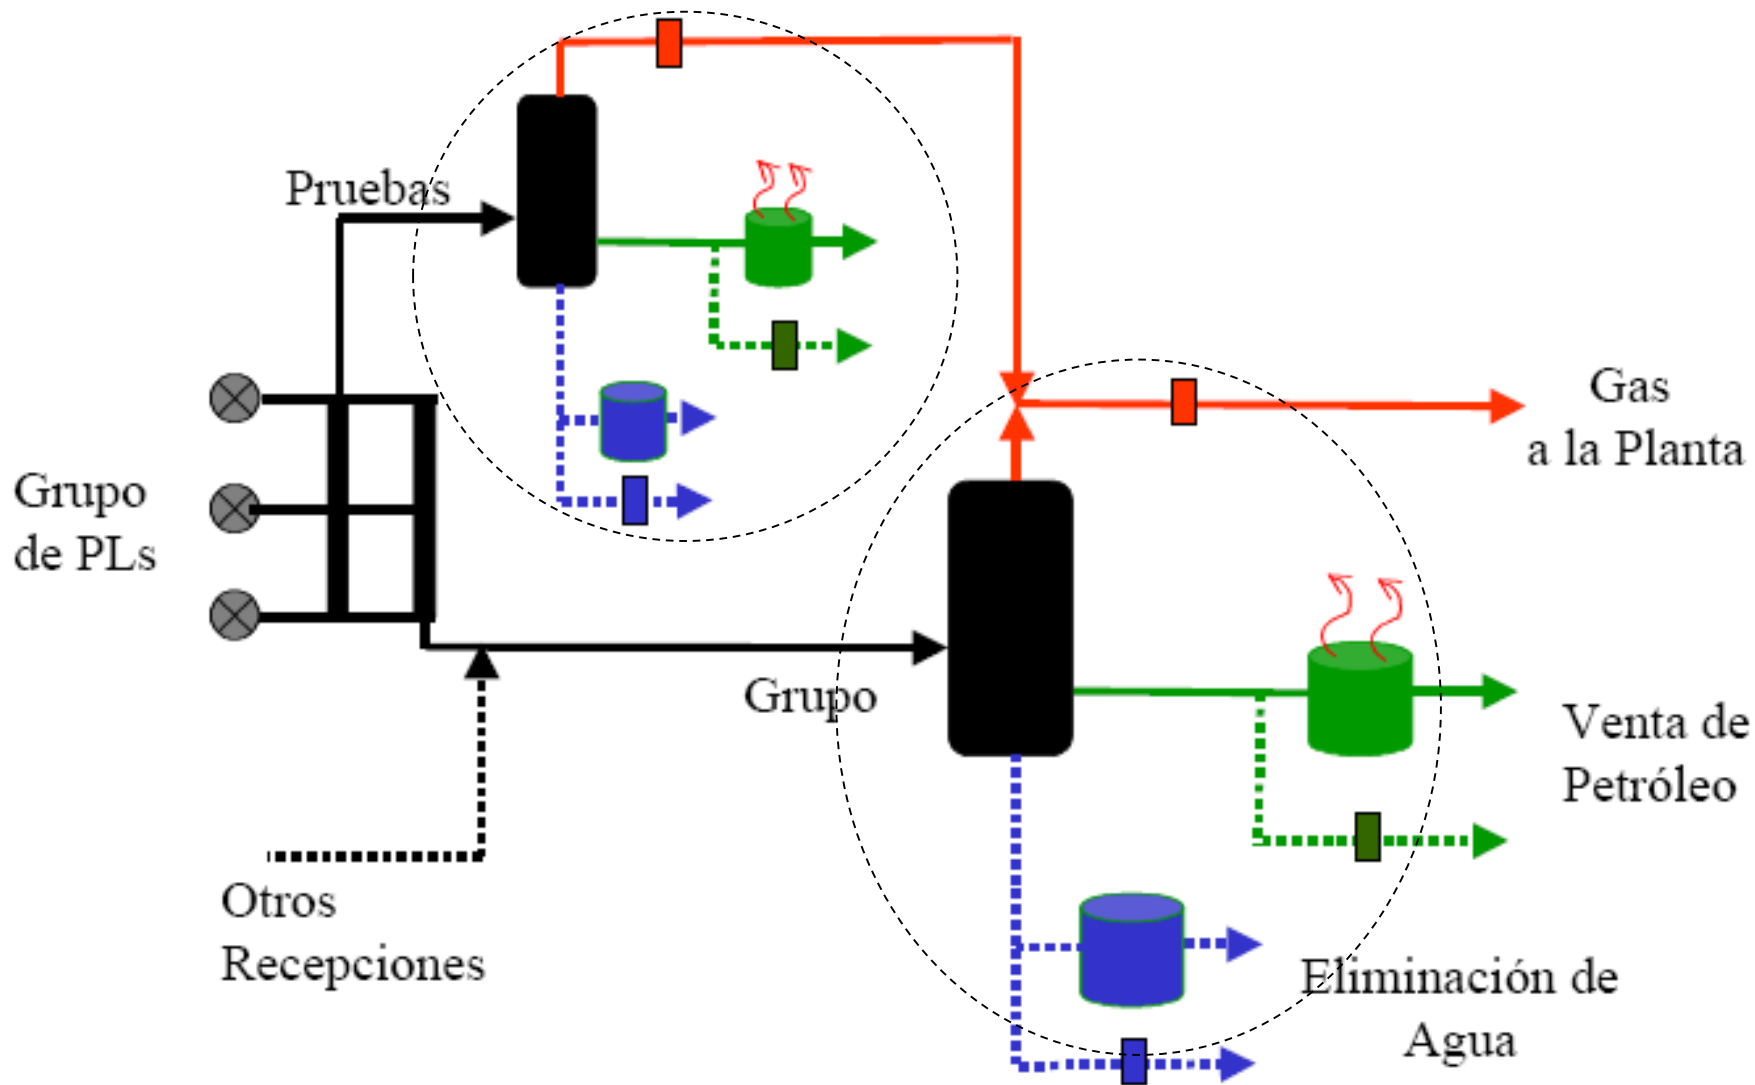 Pruebas
Gas
a la Planta
Grupo
de PLs
Grupo
Venta de
Petróleo
Otros
Recepciones
Eliminación de
Agua